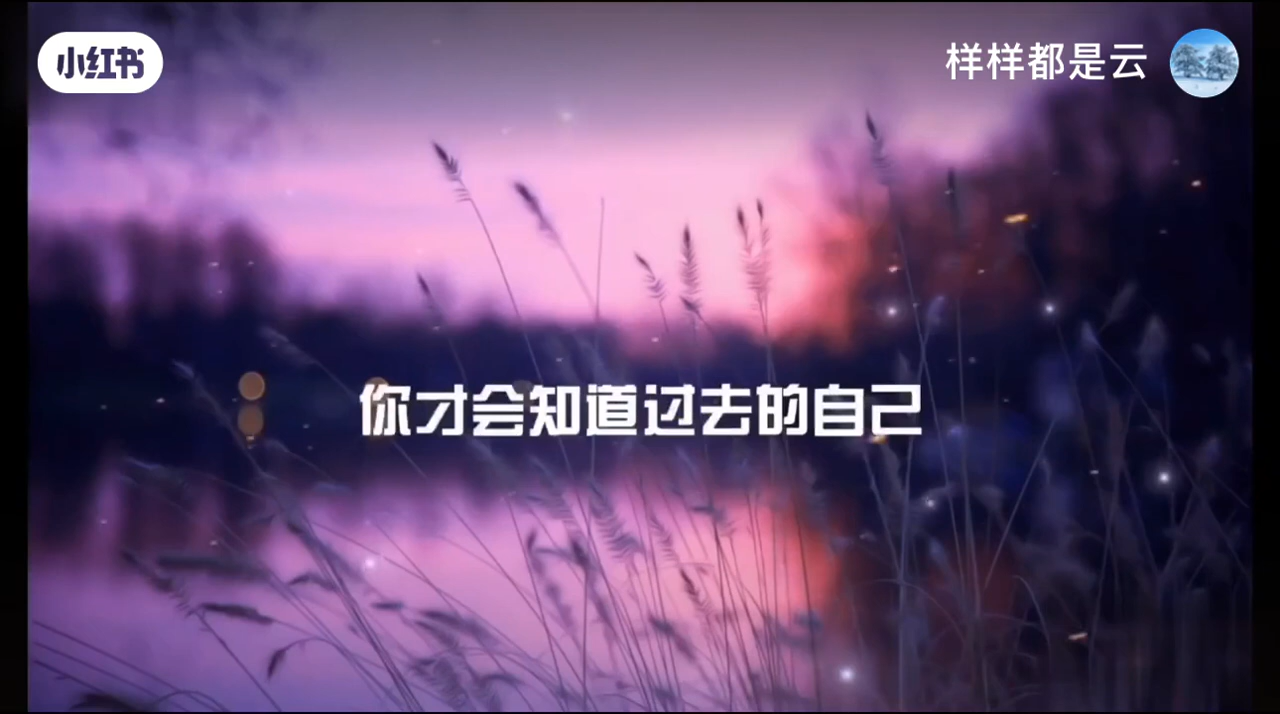 小红书
样样都是云
你才会知道过去的自己